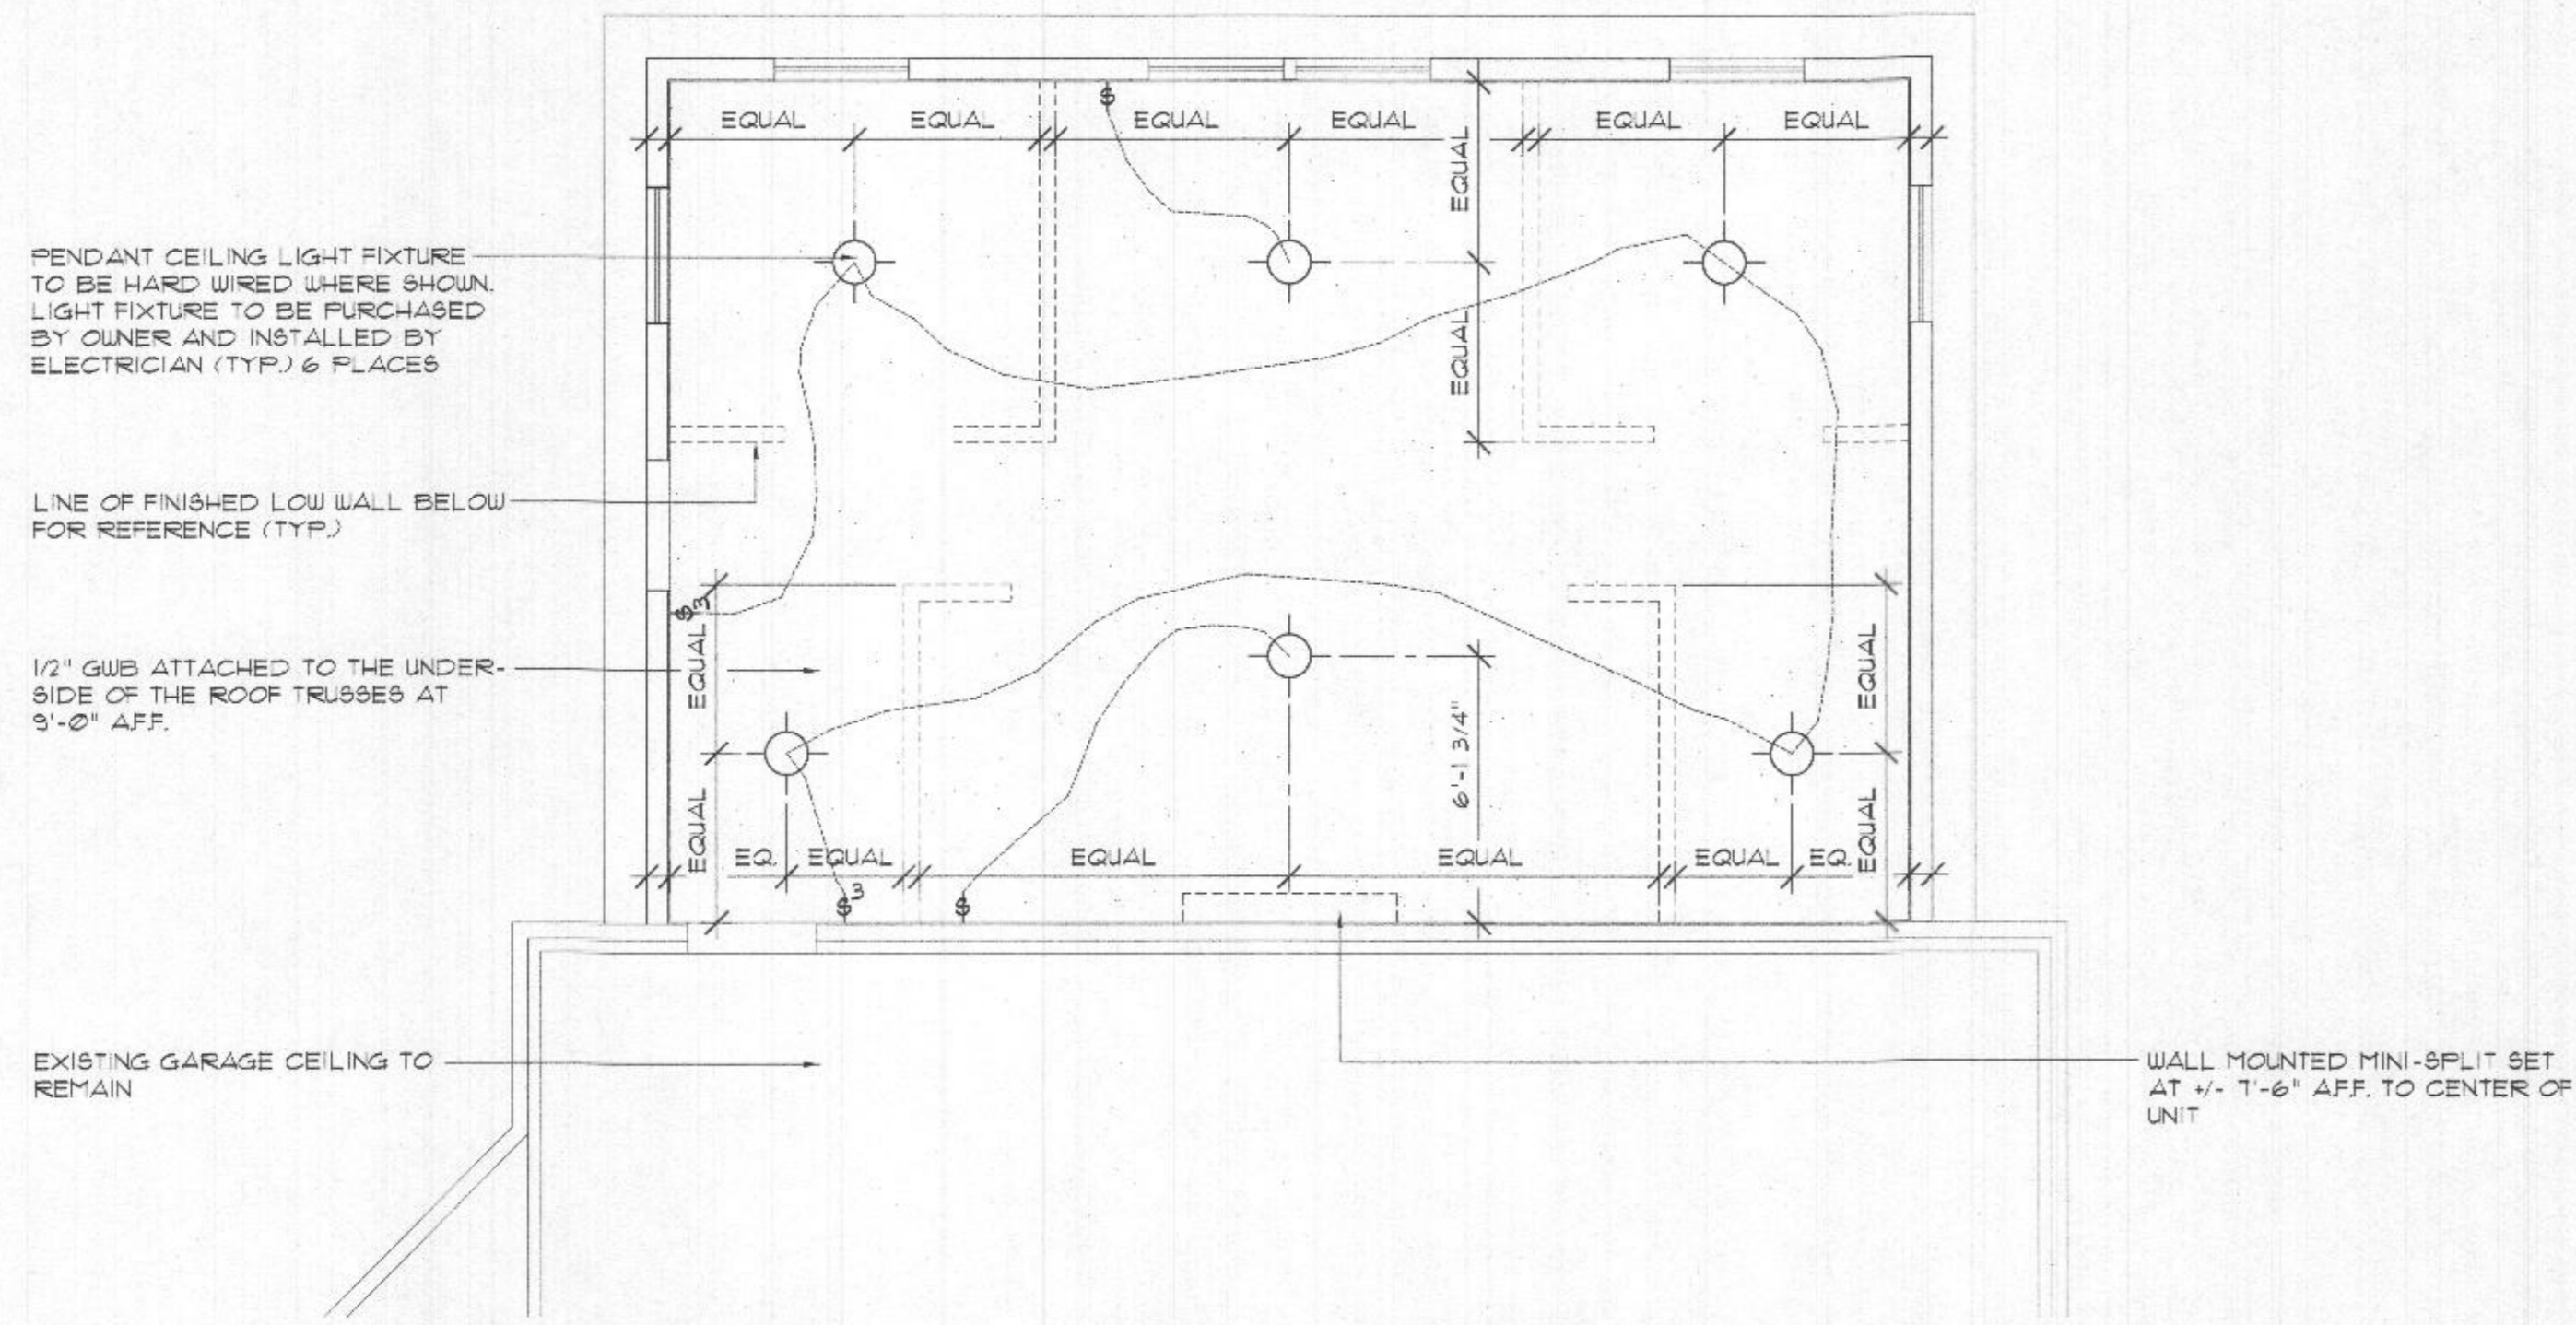 PENDANT CEILING LIGHT FIXTURE
TO BE HARD WIRED WHERE SHOWN.
LIGHT FIXTURE TO BE PURCHASED
BY OWNER AND INSTALLED BY
ELECTRICIAN (TYP.) 6 PLACES
LINE OF FINISHED LOW WALL BELOW
FOR REFERENCE (TYP.)
1/2" GWB ATTACHED TO THE UNDER-
SIDE OF THE ROOF TRUSSES AT
9'-0" A.F.F.
EXISTING GARAGE CEILING TO
REMAIN
$
EQUAL
EQUAL
EQUAL
EQUAL
EQUAL
EQUAL
EQUAL
EQUAL
$3
EQUAL
EQUAL
EQUAL
EQUAL
6'-1 3/4"
EQ.
EQUAL
EQUAL
EQUAL
EQUAL
EQ.
$3
$
WALL MOUNTED MINI-SPLIT SET
AT +/- 7'-6" A.F.F. TO CENTER OF
UNIT